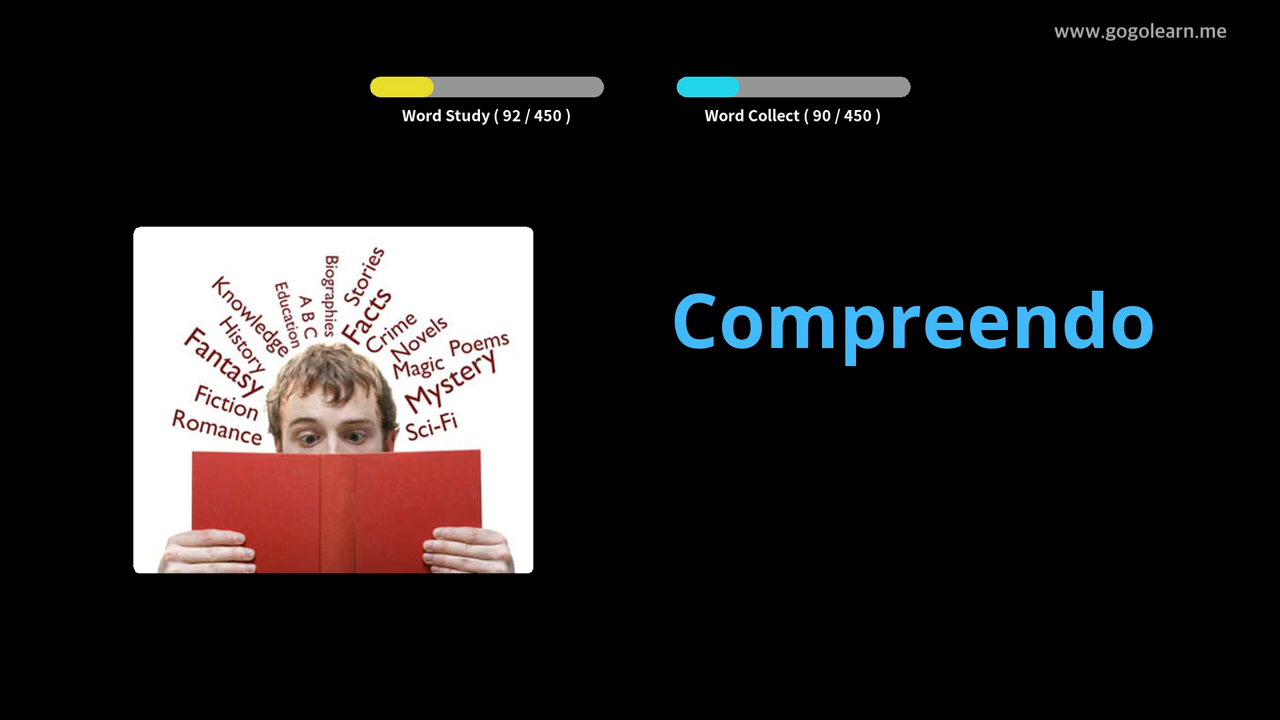 www.gogolearn.me
Word Study ( 92 / 450 )
Word Collect ( 90 / 450 )
Compreendo
Romance
Fiction
Fantasy
History
Knowledge
Education
A B C
Biographies
Stories
Facts
Crime
Novels
Magic
Poems
Mystery
Sci-Fi